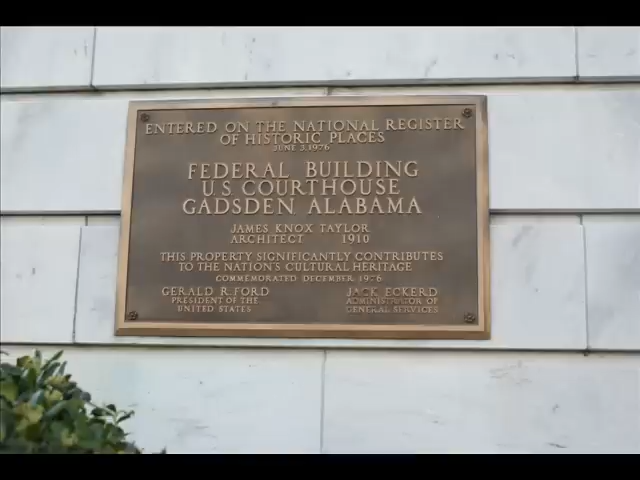 ENTERED ON THE NATIONAL REGISTER
OF HISTORIC PLACES
JUNE 3, 1976
FEDERAL BUILDING
U.S COURTHOUSE
GADSDEN, ALABAMA
JAMES KNOX TAYLOR
ARCHITECT 1910
THIS PROPERTY SIGNIFICANTLY CONTRIBUTES
TO THE NATION'S CULTURAL HERITAGE
COMMEMORATED DECEMBER, 1976
GERALD R. FORD JACK ECKERD
PRESIDENT OF THE ADMINISTRATOR OF
UNITED STATES GENERAL SERVICES